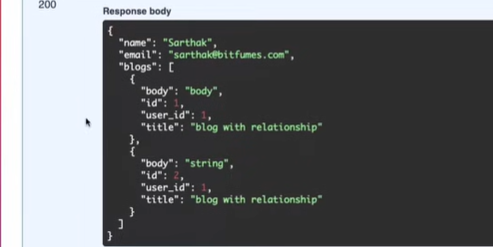 200
Response body
{
"name": "Sarthak",
"email": "sarthak@bitfumes.com",
"blogs": [
{
"body": "body",
"id": 1,
"user_id": 1,
"title": "blog with relationship"
},
{
"body": "string",
"id": 2,
"user_id": 1,
"title": "blog with relationship"
}
]
}